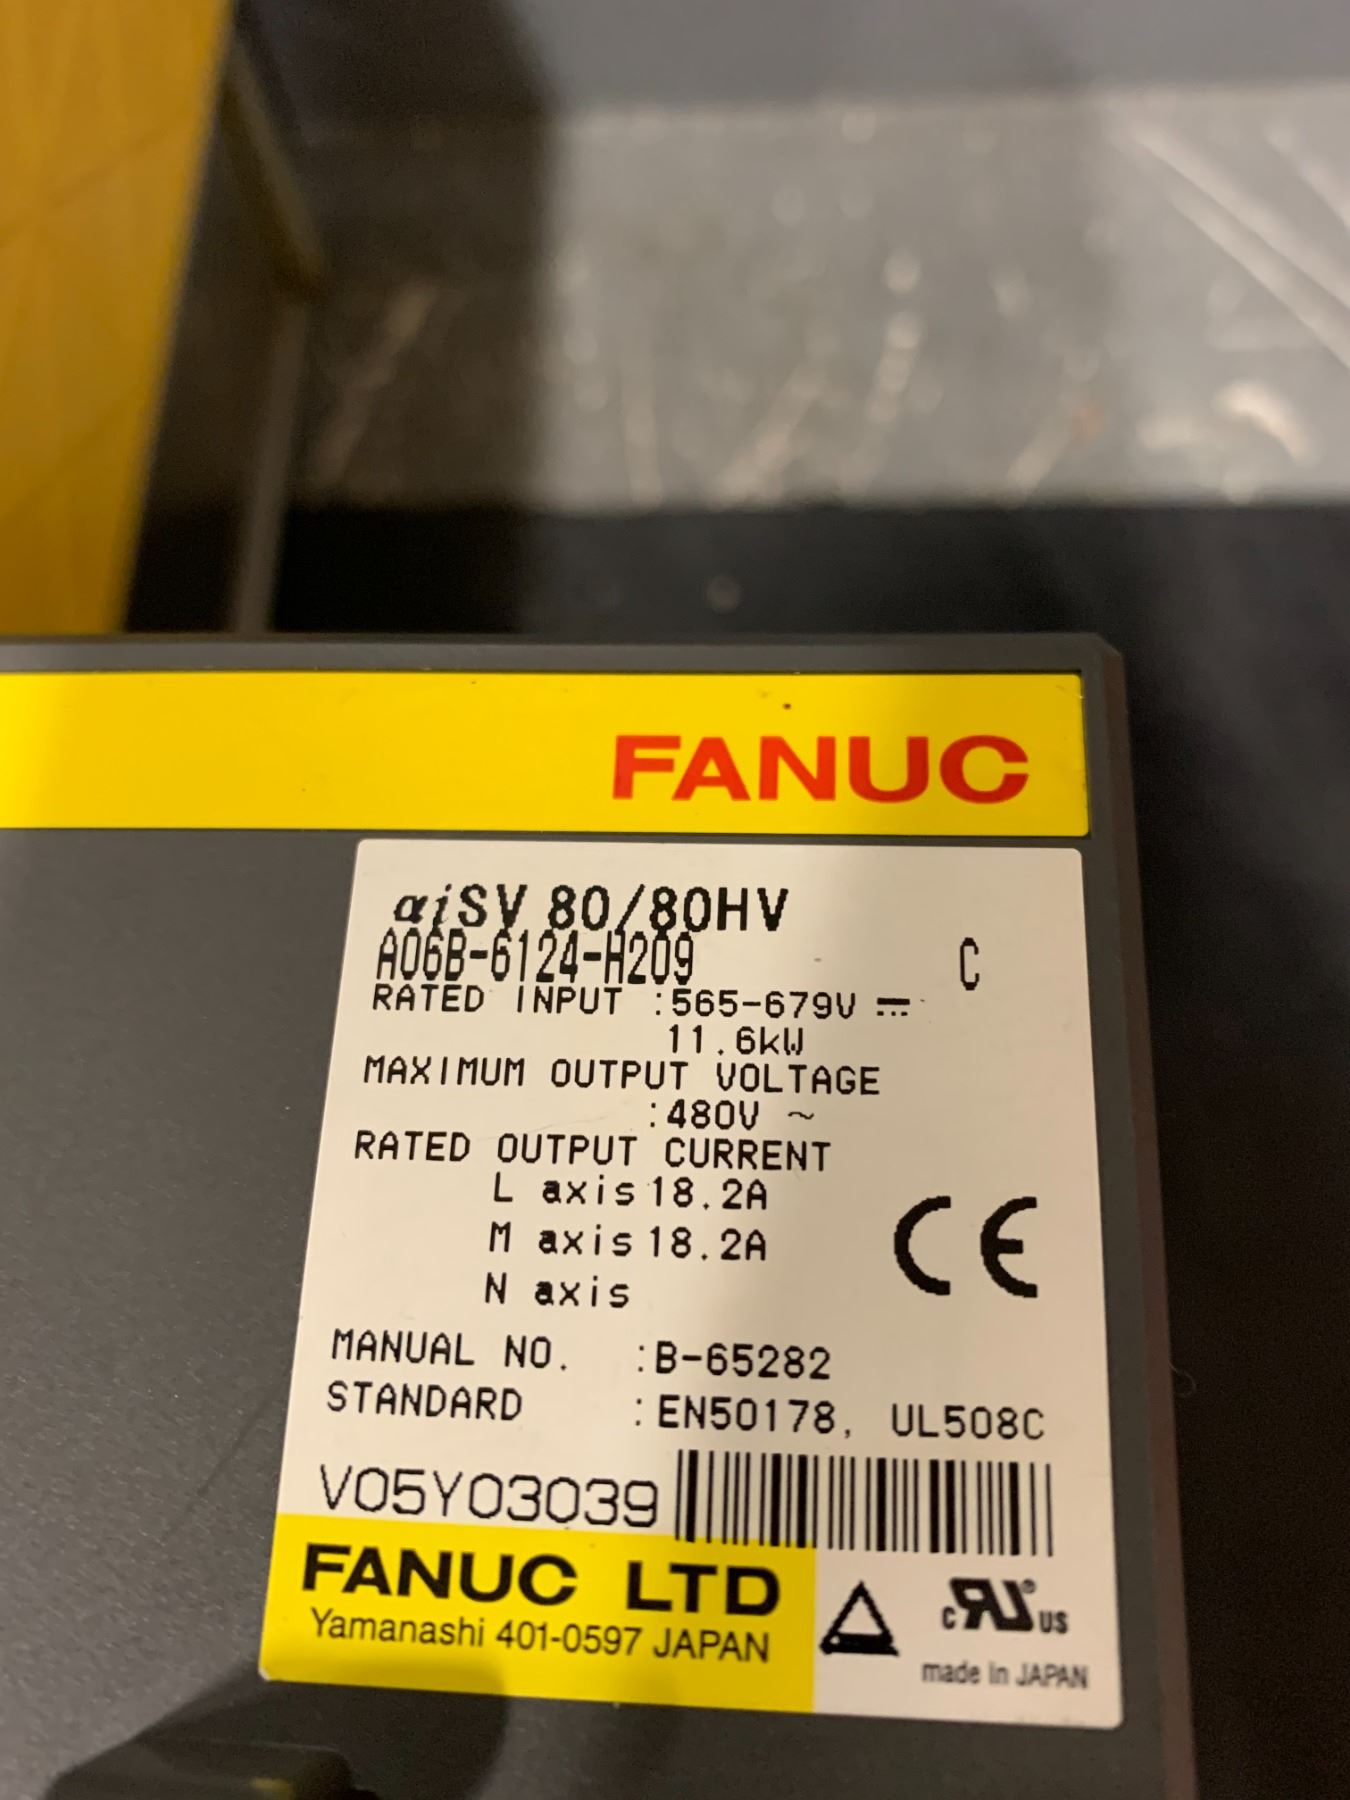 FANUC
αiSV 80/80HV
A06B-6124-H209 C
RATED INPUT :565-679V ⎓
11.6kW
MAXIMUM OUTPUT VOLTAGE
:480V ~
RATED OUTPUT CURRENT
L axis 18.2A
M axis 18.2A
N axis
CE
MANUAL NO. :B-65282
STANDARD :EN50178, UL508C
V05Y03039
FANUC LTD
Yamanashi 401-0597 JAPAN
c RU ® US
made in JAPAN